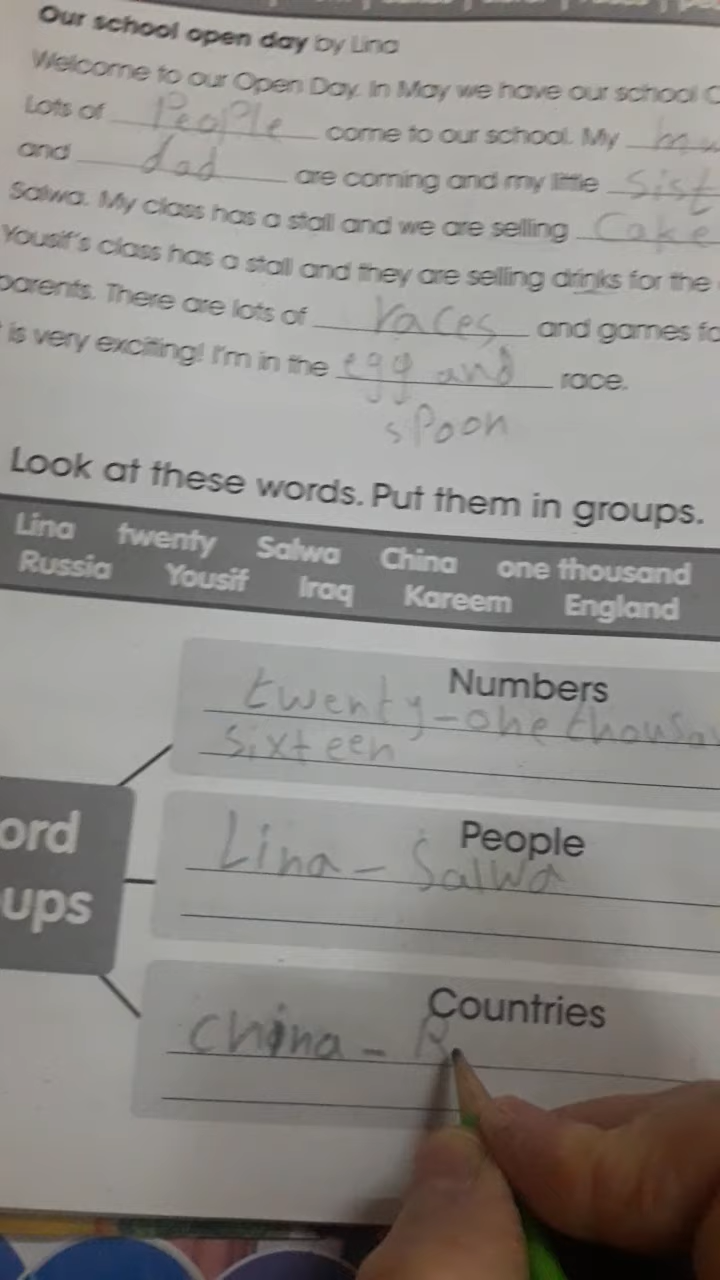 Our school open day by Lina
Welcome to our Open Day. In May we have our school
Lots of People come to our school. My
and dad are coming and my little
Salwa. My class has a stall and we are selling Cake
Yousif's class has a stall and they are selling drinks for the
parents. There are lots of races and games
is very exciting! I'm in the egg and race.
spoon
Look at these words. Put them in groups.
Lina twenty Salwa China one thousand
Russia Yousif Iraq Kareem England
Numbers
twenty-one
sixteen
People
Lina - Salwa
Countries
China - R